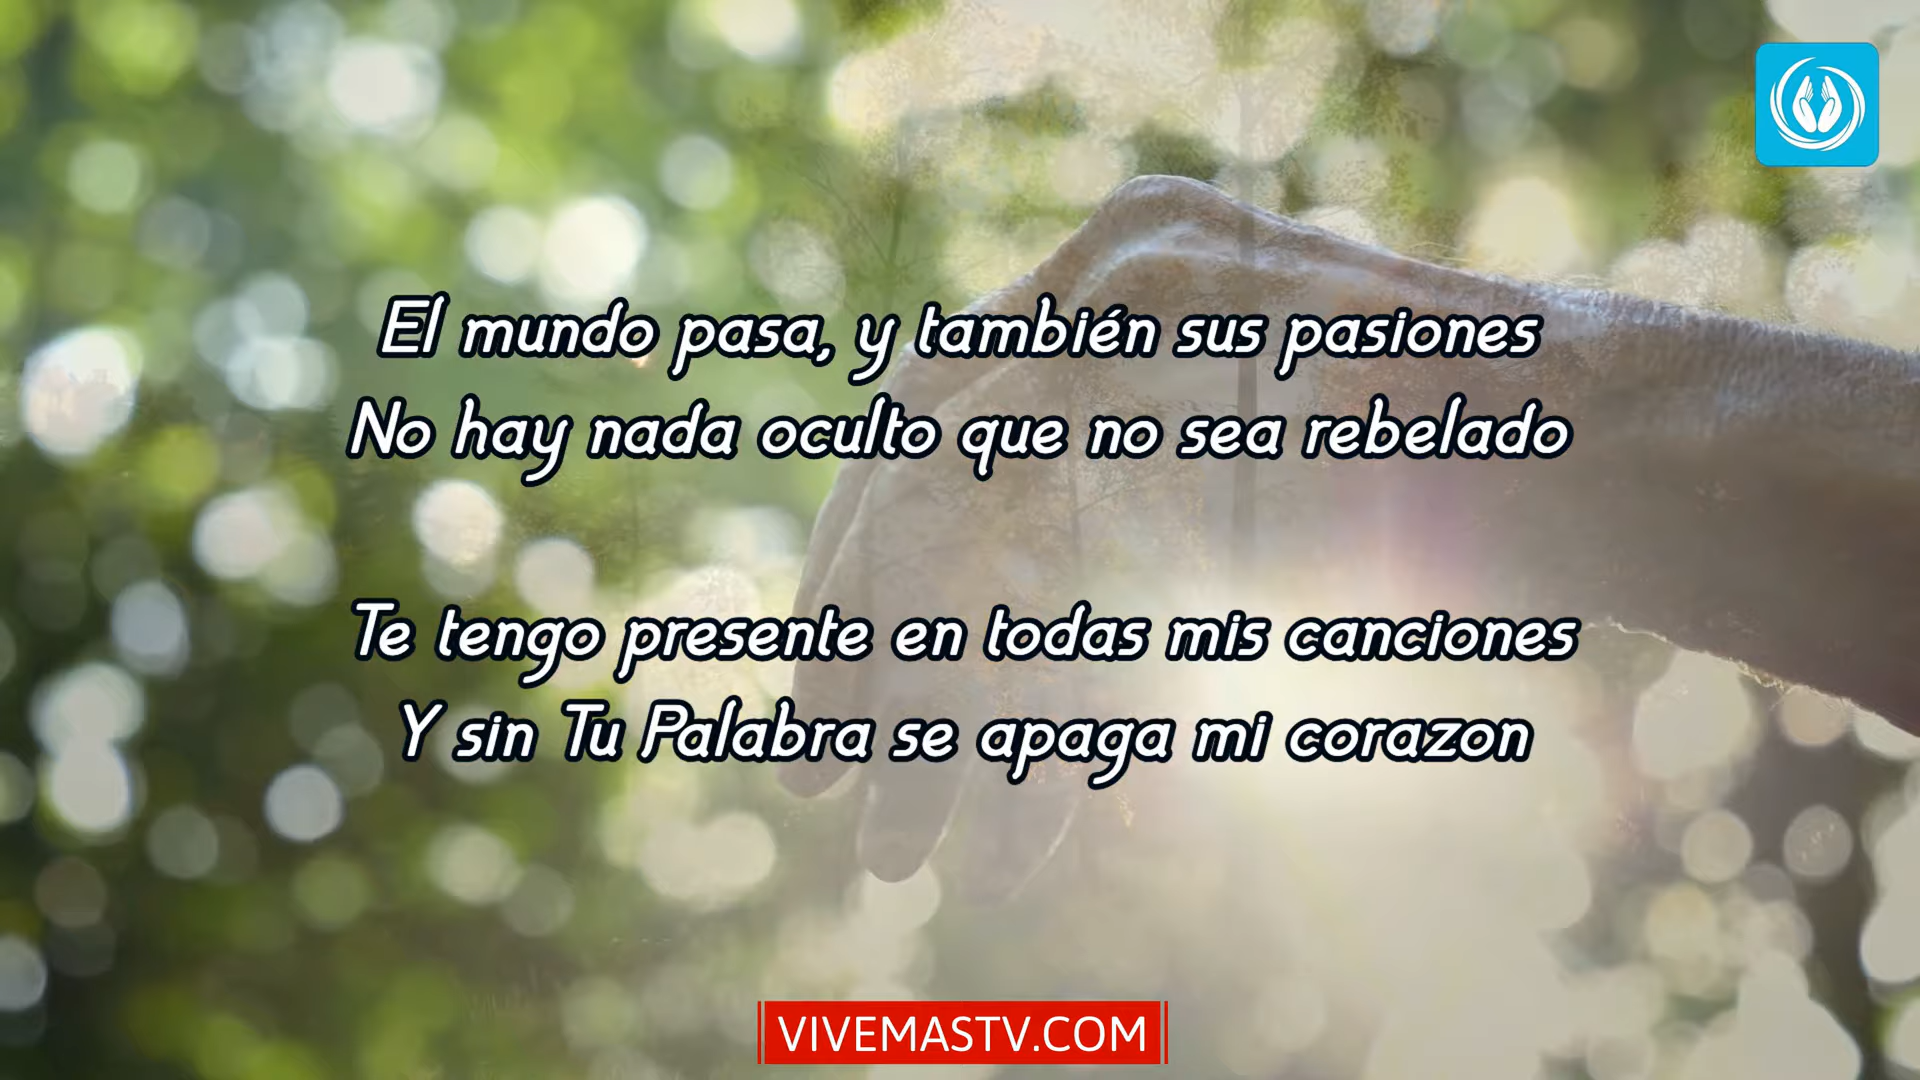 El mundo pasa, y también sus pasiones
No hay nada oculto que no sea rebelado
Te tengo presente en todas mis canciones
Y sin Tu Palabra se apaga mi corazon
VIVEMASTV.COM